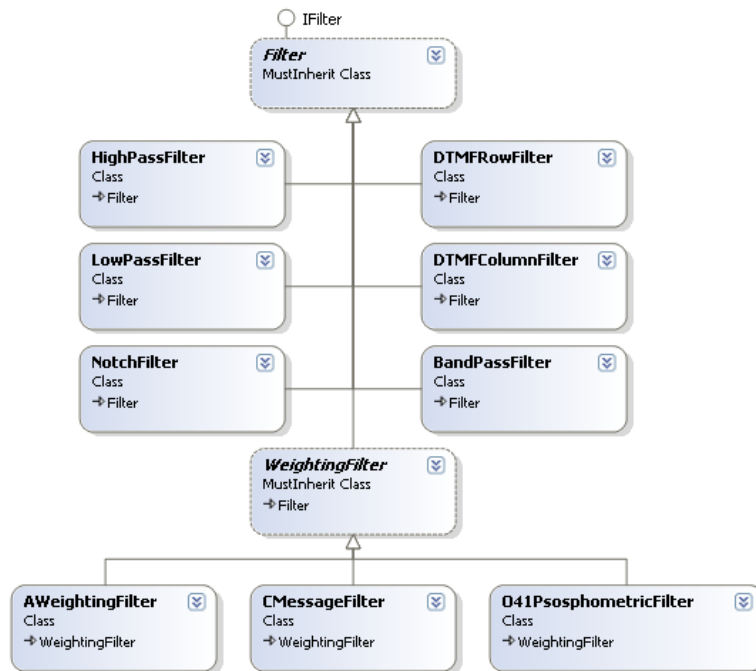 IFilter
Filter
MustInherit Class
HighPassFilter
Class
Filter
DTMFRowFilter
Class
Filter
LowPassFilter
Class
Filter
DTMFColumnFilter
Class
Filter
NotchFilter
Class
Filter
BandPassFilter
Class
Filter
WeightingFilter
MustInherit Class
Filter
AWeightingFilter
Class
WeightingFilter
CMessageFilter
Class
WeightingFilter
O41PsosphometricFilter
Class
WeightingFilter